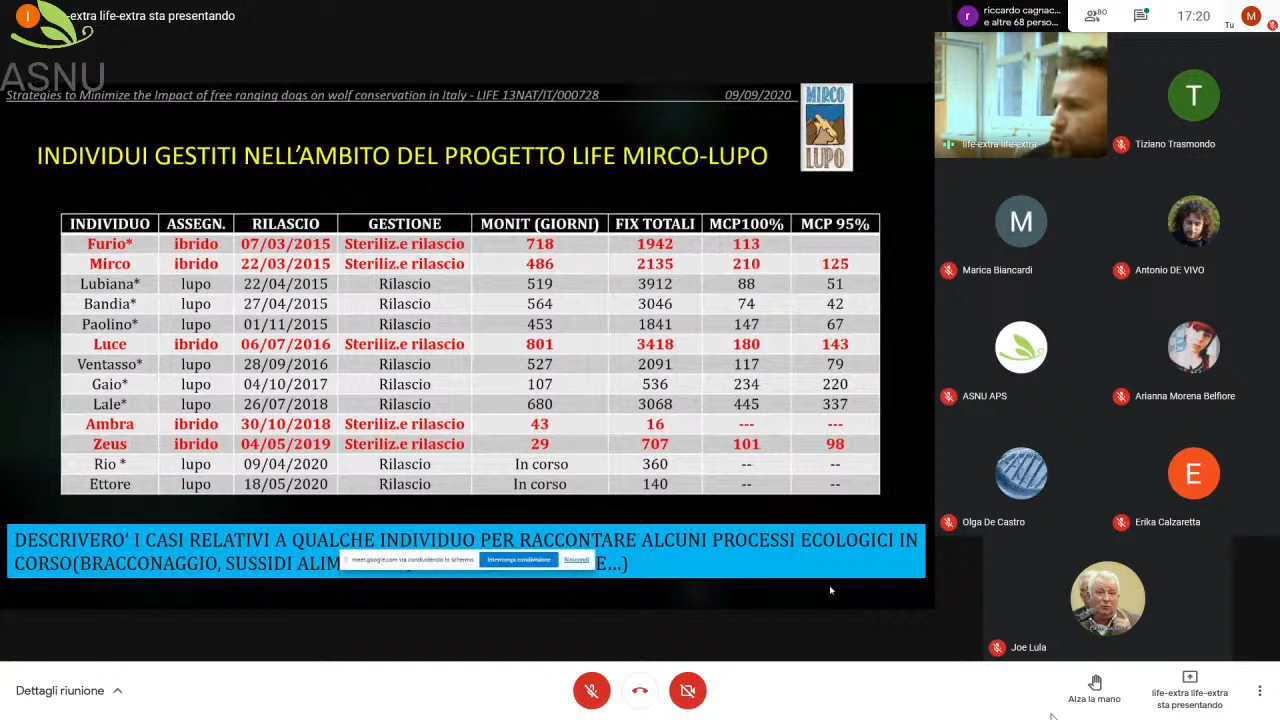 I
life-extra life-extra sta presentando
ASNU
r
riccardo cagnac...
e altre 68 perso...
80
17:20
Tu
M
Strategies to Minimize the Impact of free ranging dogs on wolf conservation in Italy - LIFE 13NAT/IT/000728
09/09/2020
MIRCO
LUPO
INDIVIDUI GESTITI NELL'AMBITO DEL PROGETTO LIFE MIRCO-LUPO
INDIVIDUO ASSEGN. RILASCIO GESTIONE MONIT (GIORNI) FIX TOTALI MCP100% MCP 95%
Furio* ibrido 07/03/2015 Steriliz.e rilascio 718 1942 113
Mirco ibrido 22/03/2015 Steriliz.e rilascio 486 2135 210 125
Lubiana* lupo 22/04/2015 Rilascio 519 3912 88 51
Bandia* lupo 27/04/2015 Rilascio 564 3046 74 42
Paolino* lupo 01/11/2015 Rilascio 453 1841 147 67
Luce ibrido 06/07/2016 Steriliz.e rilascio 801 3418 180 143
Ventasso* lupo 28/09/2016 Rilascio 527 2091 117 79
Gaio* lupo 04/10/2017 Rilascio 107 536 234 220
Lale* lupo 26/07/2018 Rilascio 680 3068 445 337
Ambra ibrido 30/10/2018 Steriliz.e rilascio 43 16 --- ---
Zeus ibrido 04/05/2019 Steriliz.e rilascio 29 707 101 98
Rio * lupo 09/04/2020 Rilascio In corso 360 -- --
Ettore lupo 18/05/2020 Rilascio In corso 140 -- --
DESCRIVERO' I CASI RELATIVI A QUALCHE INDIVIDUO PER RACCONTARE ALCUNI PROCESSI ECOLOGICI IN
CORSO(BRACCONAGGIO, SUSSIDI ALIM E...)
meet.google.com sta condividendo lo schermo. Interrompi condivisione Nascondi
life-extra life-extra
T
Tiziano Trasmondo
M
Marica Biancardi
Antonio DE VIVO
ASNU APS
Arianna Morena Belfiore
Olga De Castro
E
Erika Calzaretta
Joe Lula
Dettagli riunione
Alza la mano
life-extra life-extra
sta presentando